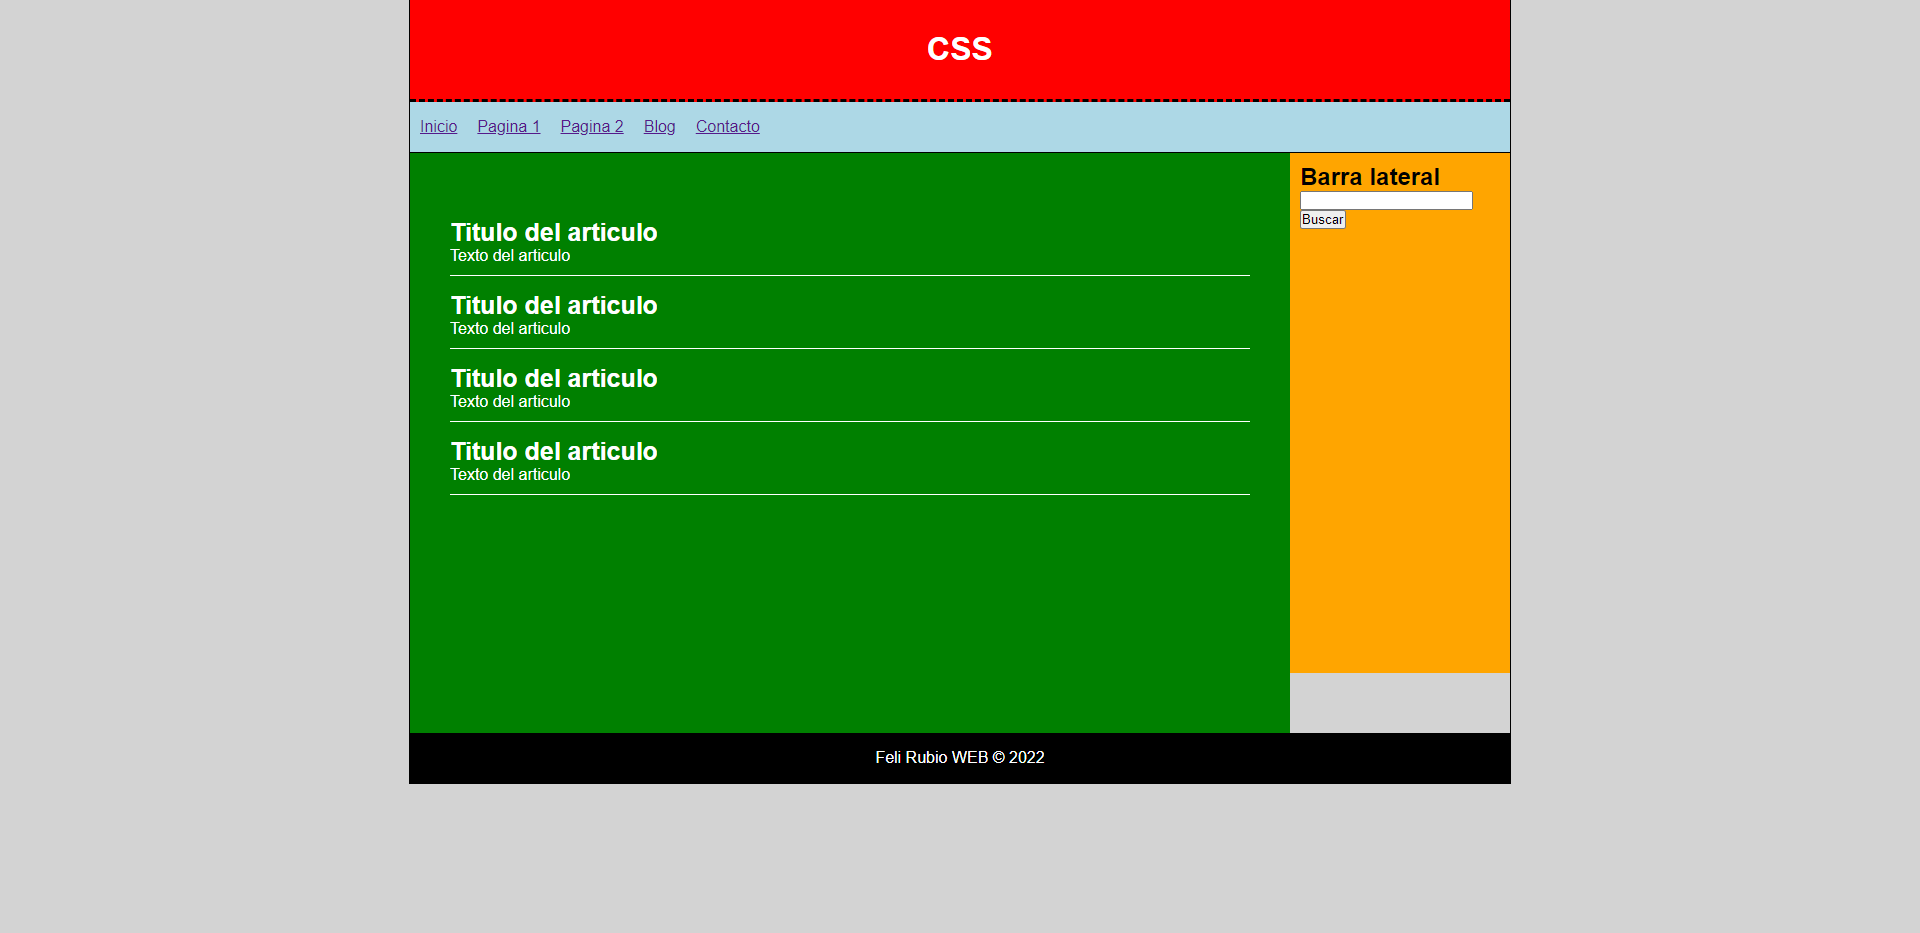 CSS
Inicio Pagina 1 Pagina 2 Blog Contacto
Titulo del articulo
Texto del articulo
Titulo del articulo
Texto del articulo
Titulo del articulo
Texto del articulo
Titulo del articulo
Texto del articulo
Barra lateral
Buscar
Feli Rubio WEB © 2022